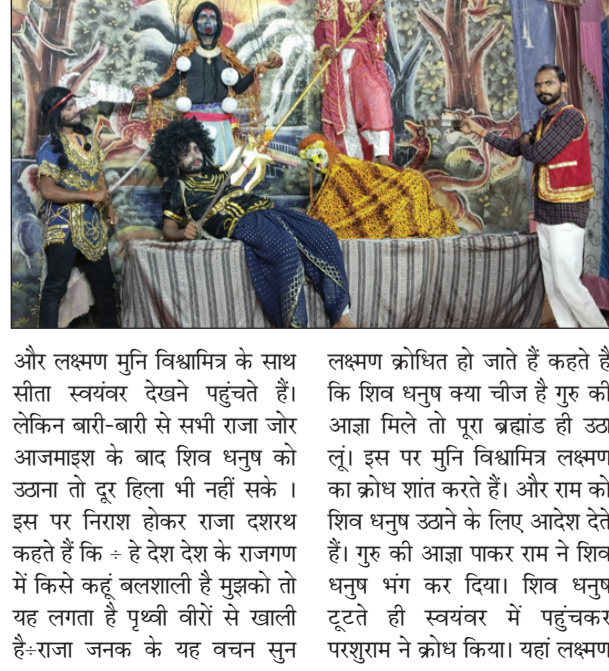 और लक्ष्मण मुनि विश्वामित्र के साथ
सीता स्वयंवर देखने पहुंचते हैं।
लेकिन बारी-बारी से सभी राजा जोर
आजमाइश के बाद शिव धनुष को
उठाना तो दूर हिला भी नहीं सके ।
इस पर निराश होकर राजा दशरथ
कहते हैं कि ÷ हे देश देश के राजगण
में किसे कहूं बलशाली है मुझको तो
यह लगता है पृथ्वी वीरों से खाली
है÷राजा जनक के यह वचन सुन
लक्ष्मण क्रोधित हो जाते हैं कहते हैं
कि शिव धनुष क्या चीज है गुरु की
आज्ञा मिले तो पूरा ब्रह्मांड ही उठा
लूं। इस पर मुनि विश्वामित्र लक्ष्मण
का क्रोध शांत करते हैं। और राम को
शिव धनुष उठाने के लिए आदेश देते
हैं। गुरु की आज्ञा पाकर राम ने शिव
धनुष भंग कर दिया। शिव धनुष
टूटते ही स्वयंवर में पहुंचकर
परशुराम ने क्रोध किया। यहां लक्ष्मण